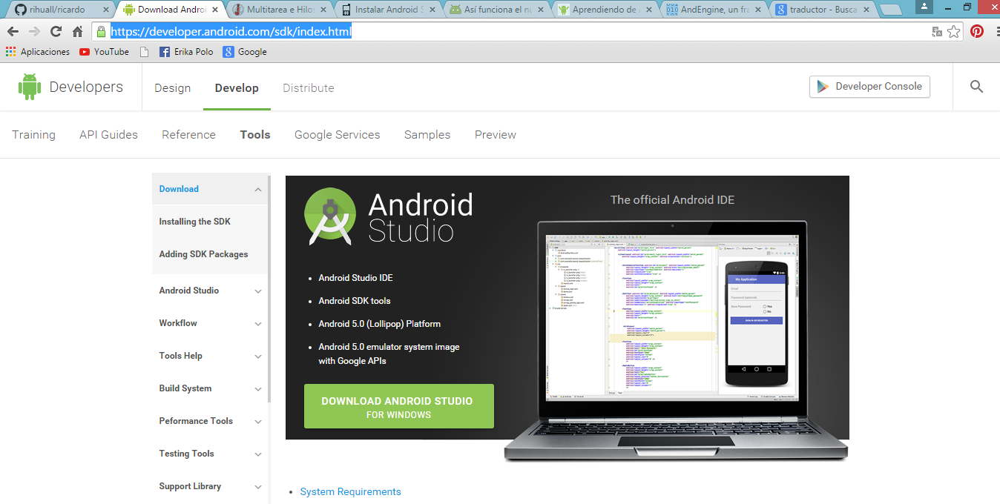 rihuall/ricardo
Download Androi
Multitarea e Hilos
Instalar Android S
Así funciona el nu
Aprendiendo de A
AndEngine, un fra
traductor - Busca
https://developer.android.com/sdk/index.html
Aplicaciones
YouTube
Erika Polo
Google
Developers
Design
Develop
Distribute
Developer Console
Training
API Guides
Reference
Tools
Google Services
Samples
Preview
Download
Installing the SDK
Adding SDK Packages
Android Studio
Workflow
Tools Help
Build System
Peformance Tools
Testing Tools
Support Library
Android
Studio
The official Android IDE
• Android Studio IDE
• Android SDK tools
• Android 5.0 (Lollipop) Platform
• Android 5.0 emulator system image
with Google APIs
DOWNLOAD ANDROID STUDIO
FOR WINDOWS
My Application
Email
Password (optional)
Save Password
Yes
No
SIGN IN OR REGISTER
• System Requirements